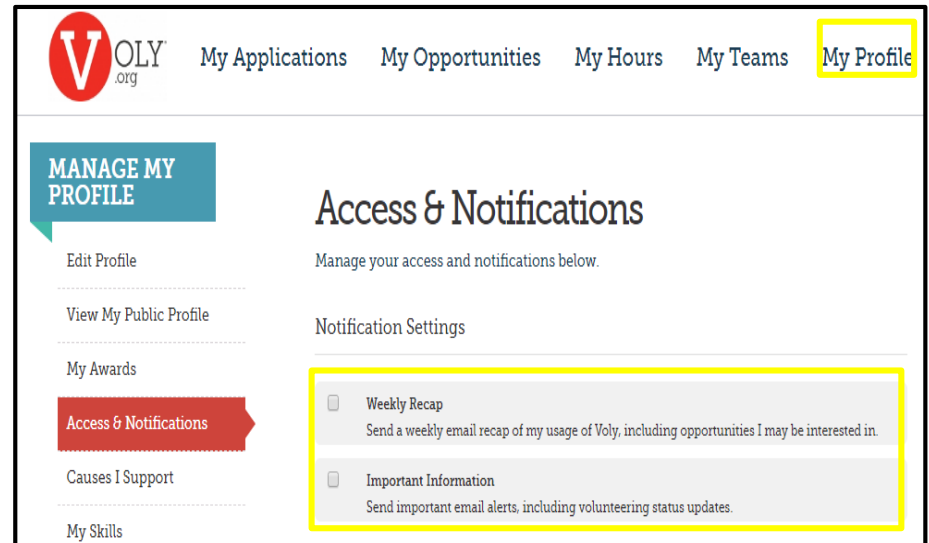 VOLY
.org
My Applications My Opportunities My Hours My Teams My Profile
MANAGE MY
PROFILE
Edit Profile
View My Public Profile
My Awards
Access & Notifications
Causes I Support
My Skills
Access & Notifications
Manage your access and notifications below.
Notification Settings
Weekly Recap
Send a weekly email recap of my usage of Voly, including opportunities I may be interested in.
Important Information
Send important email alerts, including volunteering status updates.